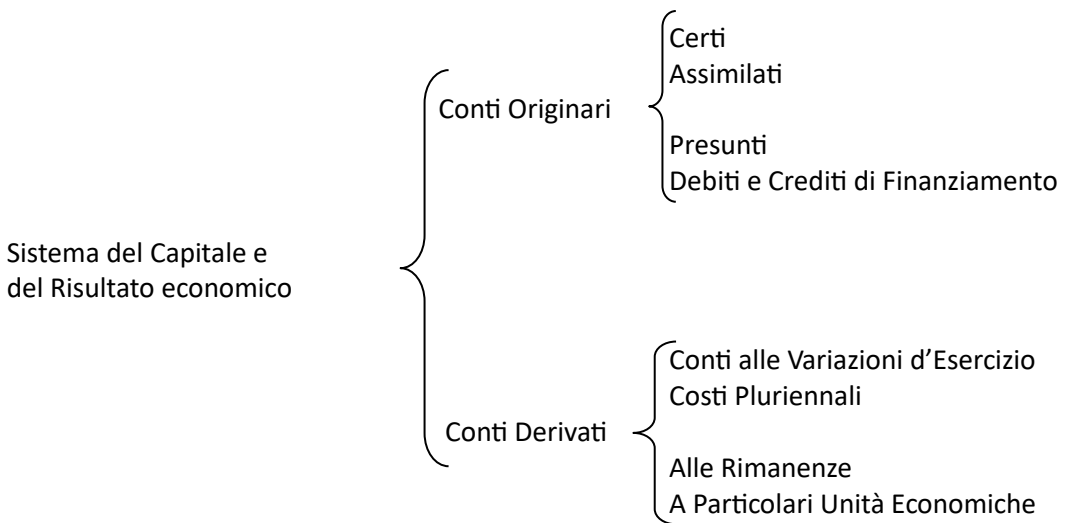 Sistema del Capitale e
del Risultato economico
Conti Originari
Certi
Assimilati
Presunti
Debiti e Crediti di Finanziamento
Conti Derivati
Conti alle Variazioni d’Esercizio
Costi Pluriennali
Alle Rimanenze
A Particolari Unità Economiche